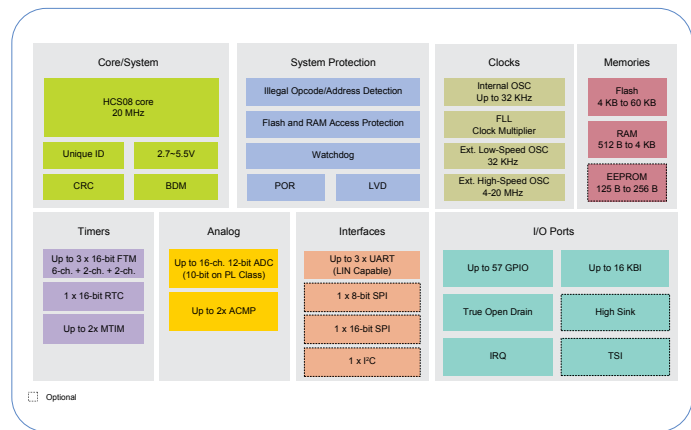 Core/System
HCS08 core
20 MHz
Unique ID
2.7~5.5V
CRC
BDM
System Protection
Illegal Opcode/Address Detection
Flash and RAM Access Protection
Watchdog
POR
LVD
Clocks
Internal OSC
Up to 32 KHz
FLL
Clock Multiplier
Ext. Low-Speed OSC
32 KHz
Ext. High-Speed OSC
4-20 MHz
Memories
Flash
4 KB to 60 KB
RAM
512 B to 4 KB
EEPROM
125 B to 256 B
Timers
Up to 3 x 16-bit FTM
6-ch. + 2-ch. + 2-ch.
1 x 16-bit RTC
Up to 2x MTIM
Analog
Up to 16-ch. 12-bit ADC
(10-bit on PL Class)
Up to 2x ACMP
Interfaces
Up to 3 x UART
(LIN Capable)
1 x 8-bit SPI
1 x 16-bit SPI
1 x I²C
I/O Ports
Up to 57 GPIO
Up to 16 KBI
True Open Drain
High Sink
IRQ
TSI
Optional